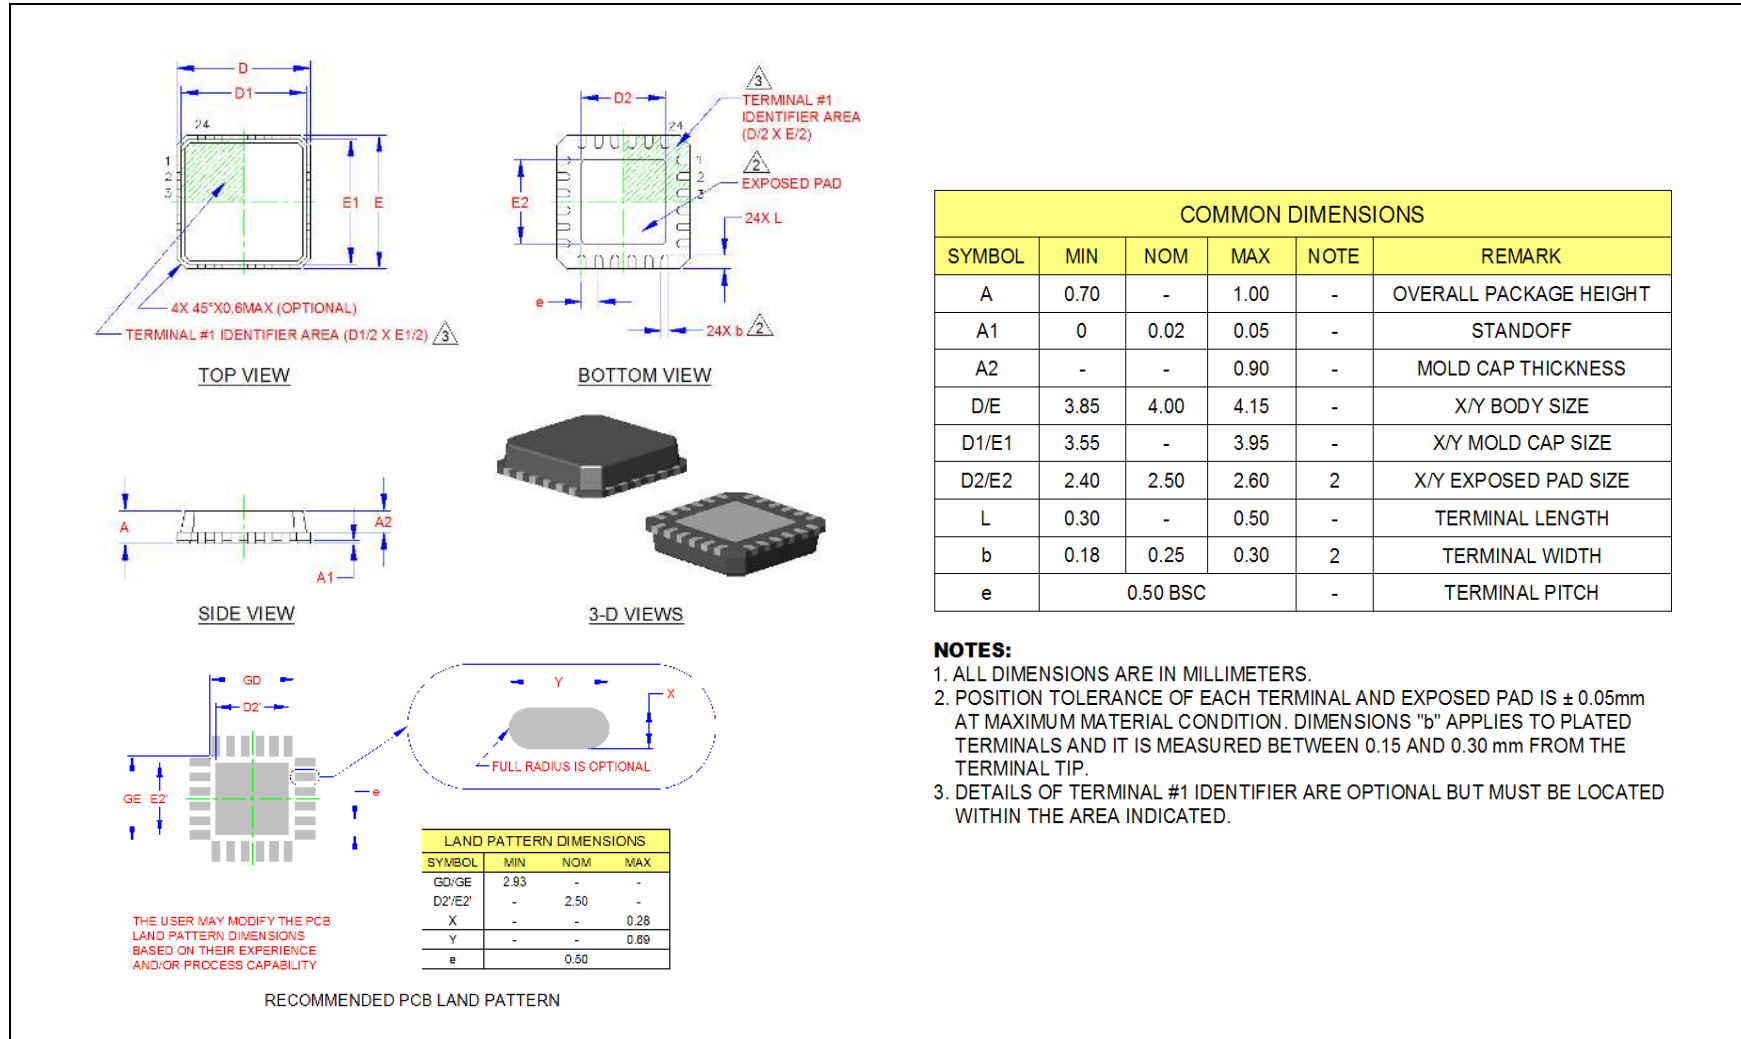 D
D1
24
1
2
3
E1 E
4X 45°X0.6MAX (OPTIONAL)
TERMINAL #1 IDENTIFIER AREA (D1/2 X E1/2) 3
TOP VIEW
D2
3
TERMINAL #1
IDENTIFIER AREA
(D/2 X E/2)
24
1
2
3
2
EXPOSED PAD
E2
24X L
e
24X b 2
BOTTOM VIEW
A
A2
A1
SIDE VIEW
3-D VIEWS
GD
D2'
GE E2'
e
Y
X
FULL RADIUS IS OPTIONAL
LAND PATTERN DIMENSIONS
SYMBOL MIN NOM MAX
GD/GE 2.93 - -
D2'/E2' - 2.50 -
X - - 0.28
Y - - 0.69
e 0.50
THE USER MAY MODIFY THE PCB
LAND PATTERN DIMENSIONS
BASED ON THEIR EXPERIENCE
AND/OR PROCESS CAPABILITY
RECOMMENDED PCB LAND PATTERN
COMMON DIMENSIONS
SYMBOL MIN NOM MAX NOTE REMARK
A 0.70 - 1.00 - OVERALL PACKAGE HEIGHT
A1 0 0.02 0.05 - STANDOFF
A2 - - 0.90 - MOLD CAP THICKNESS
D/E 3.85 4.00 4.15 - X/Y BODY SIZE
D1/E1 3.55 - 3.95 - X/Y MOLD CAP SIZE
D2/E2 2.40 2.50 2.60 2 X/Y EXPOSED PAD SIZE
L 0.30 - 0.50 - TERMINAL LENGTH
b 0.18 0.25 0.30 2 TERMINAL WIDTH
e 0.50 BSC - TERMINAL PITCH
NOTES:
1. ALL DIMENSIONS ARE IN MILLIMETERS.
2. POSITION TOLERANCE OF EACH TERMINAL AND EXPOSED PAD IS ± 0.05mm
AT MAXIMUM MATERIAL CONDITION. DIMENSIONS "b" APPLIES TO PLATED
TERMINALS AND IT IS MEASURED BETWEEN 0.15 AND 0.30 mm FROM THE
TERMINAL TIP.
3. DETAILS OF TERMINAL #1 IDENTIFIER ARE OPTIONAL BUT MUST BE LOCATED
WITHIN THE AREA INDICATED.